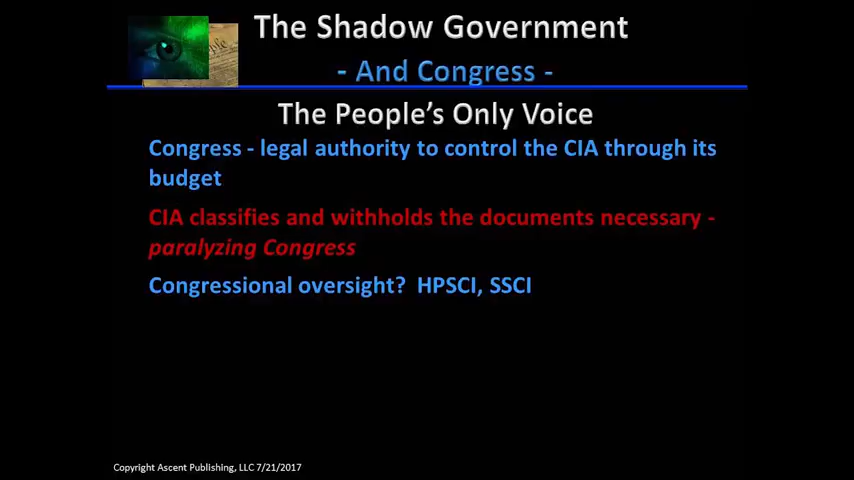 The Shadow Government
- And Congress -
The People's Only Voice
Congress - legal authority to control the CIA through its
budget
CIA classifies and withholds the documents necessary -
paralyzing Congress
Congressional oversight? HPSCI, SSCI
Copyright Ascent Publishing, LLC 7/21/2017